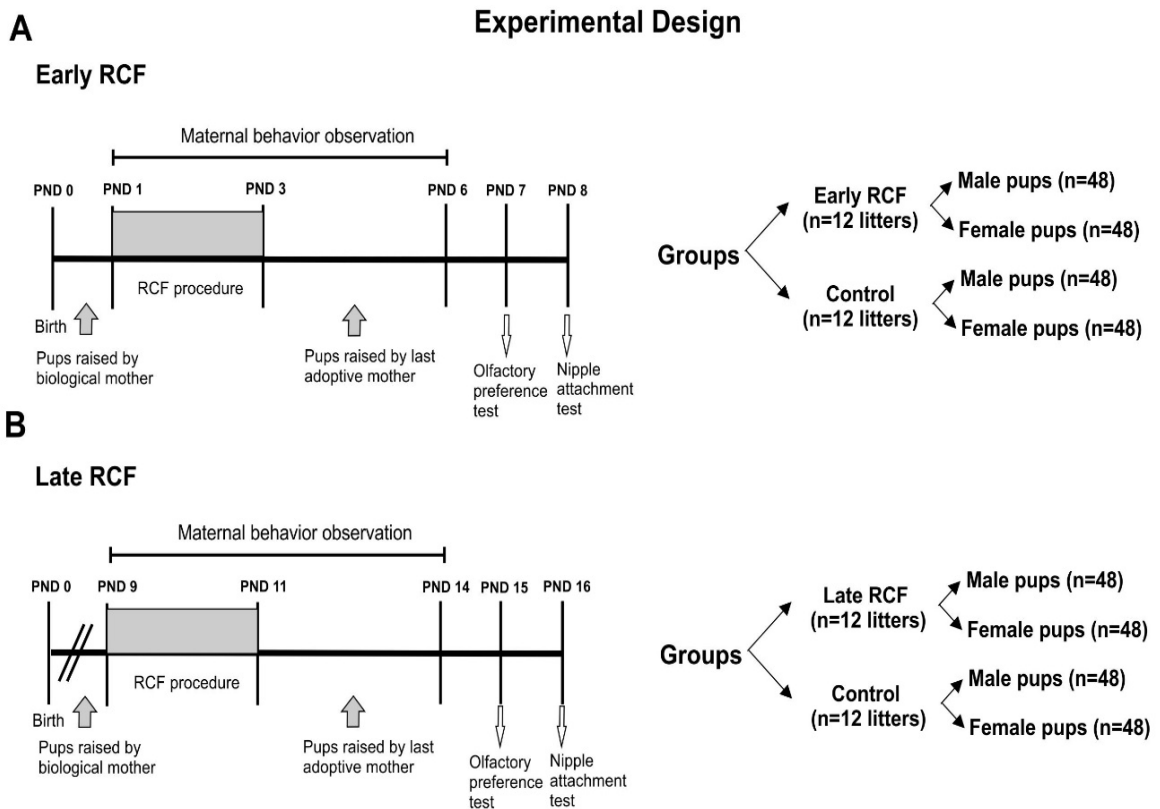 Experimental Design
A
Early RCF
Maternal behavior observation
PND 0
PND 1
PND 3
PND 6
PND 7
PND 8
RCF procedure
Birth
Pups raised by
biological mother
Pups raised by last
adoptive mother
Olfactory
preference
test
Nipple
attachment
test
Groups
Early RCF
(n=12 litters)
Male pups (n=48)
Female pups (n=48)
Control
(n=12 litters)
Male pups (n=48)
Female pups (n=48)
B
Late RCF
Maternal behavior observation
PND 0
PND 9
PND 11
PND 14
PND 15
PND 16
RCF procedure
Birth
Pups raised by
biological mother
Pups raised by last
adoptive mother
Olfactory
preference
test
Nipple
attachment
test
Groups
Late RCF
(n=12 litters)
Male pups (n=48)
Female pups (n=48)
Control
(n=12 litters)
Male pups (n=48)
Female pups (n=48)